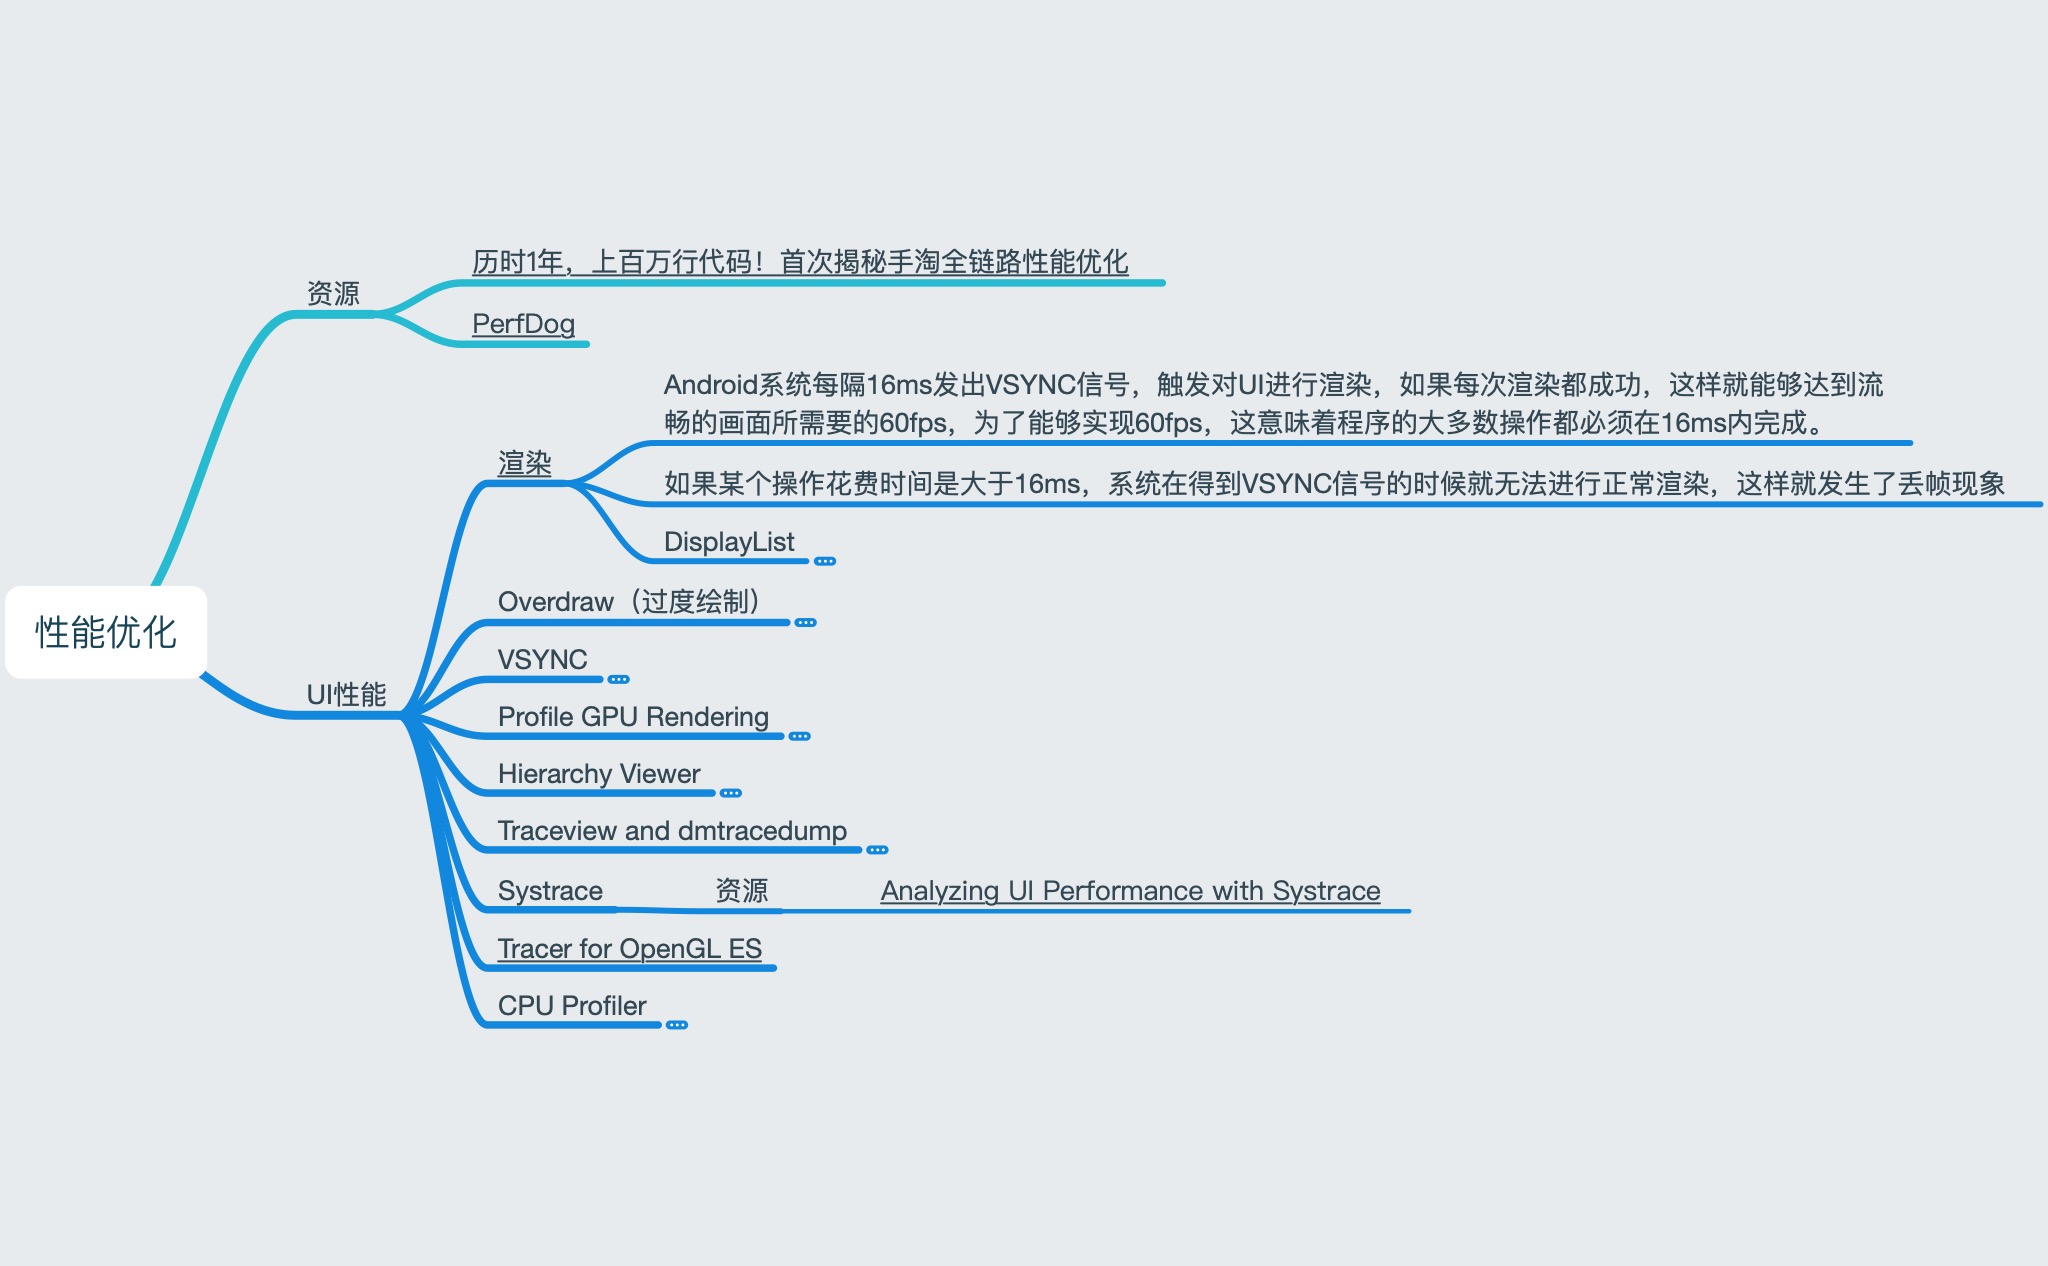 历时1年，上百万行代码！首次揭秘手淘全链路性能优化
资源
PerfDog
Android系统每隔16ms发出VSYNC信号，触发对UI进行渲染，如果每次渲染都成功，这样就能够达到流
畅的画面所需要的60fps，为了能够实现60fps，这意味着程序的大多数操作都必须在16ms内完成。
渲染
如果某个操作花费时间是大于16ms，系统在得到VSYNC信号的时候就无法进行正常渲染，这样就发生了丢帧现象
DisplayList
Overdraw（过度绘制）
性能优化
VSYNC
UI性能
Profile GPU Rendering
Hierarchy Viewer
Traceview and dmtracedump
Systrace 资源 Analyzing UI Performance with Systrace
Tracer for OpenGL ES
CPU Profiler